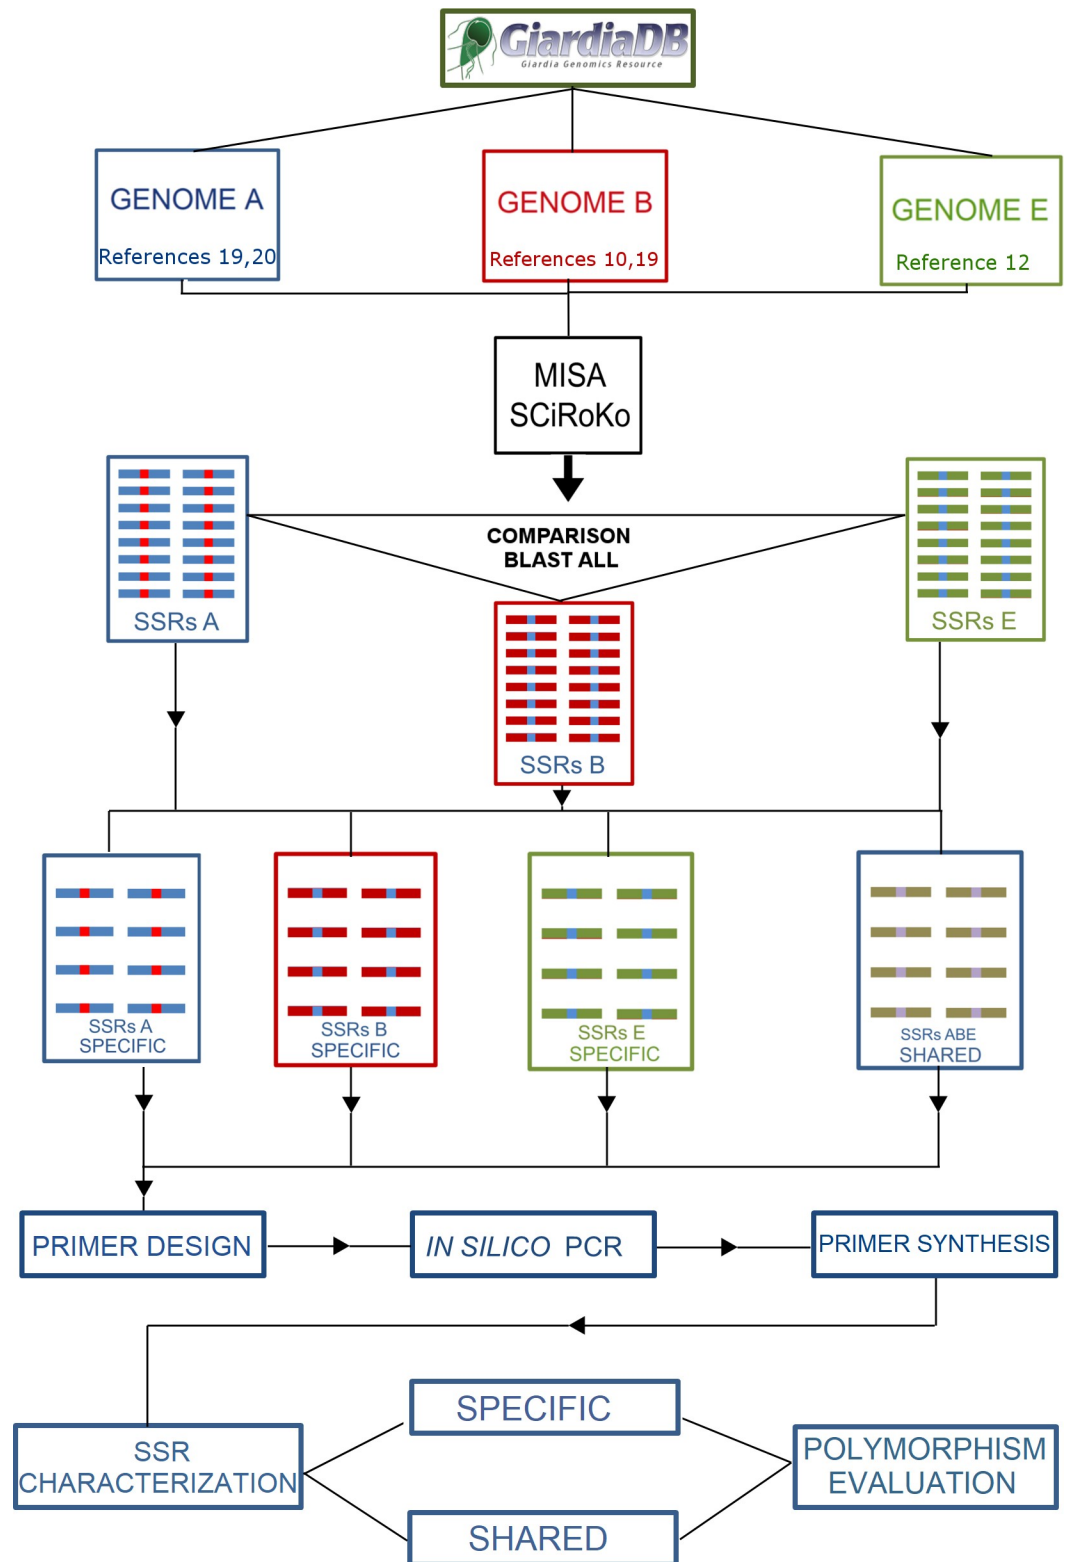 GiardiaDB
Giardia Genomics Resource
GENOME A
References 19,20
GENOME B
References 10,19
GENOME E
Reference 12
MISA
SCiRoKo
COMPARISON
BLAST ALL
SSRs A
SSRs E
SSRs B
SSRs A
SPECIFIC
SSRs B
SPECIFIC
SSRs E
SPECIFIC
SSRs ABE
SHARED
PRIMER DESIGN
IN SILICO PCR
PRIMER SYNTHESIS
SPECIFIC
SSR
CHARACTERIZATION
POLYMORPHISM
EVALUATION
SHARED